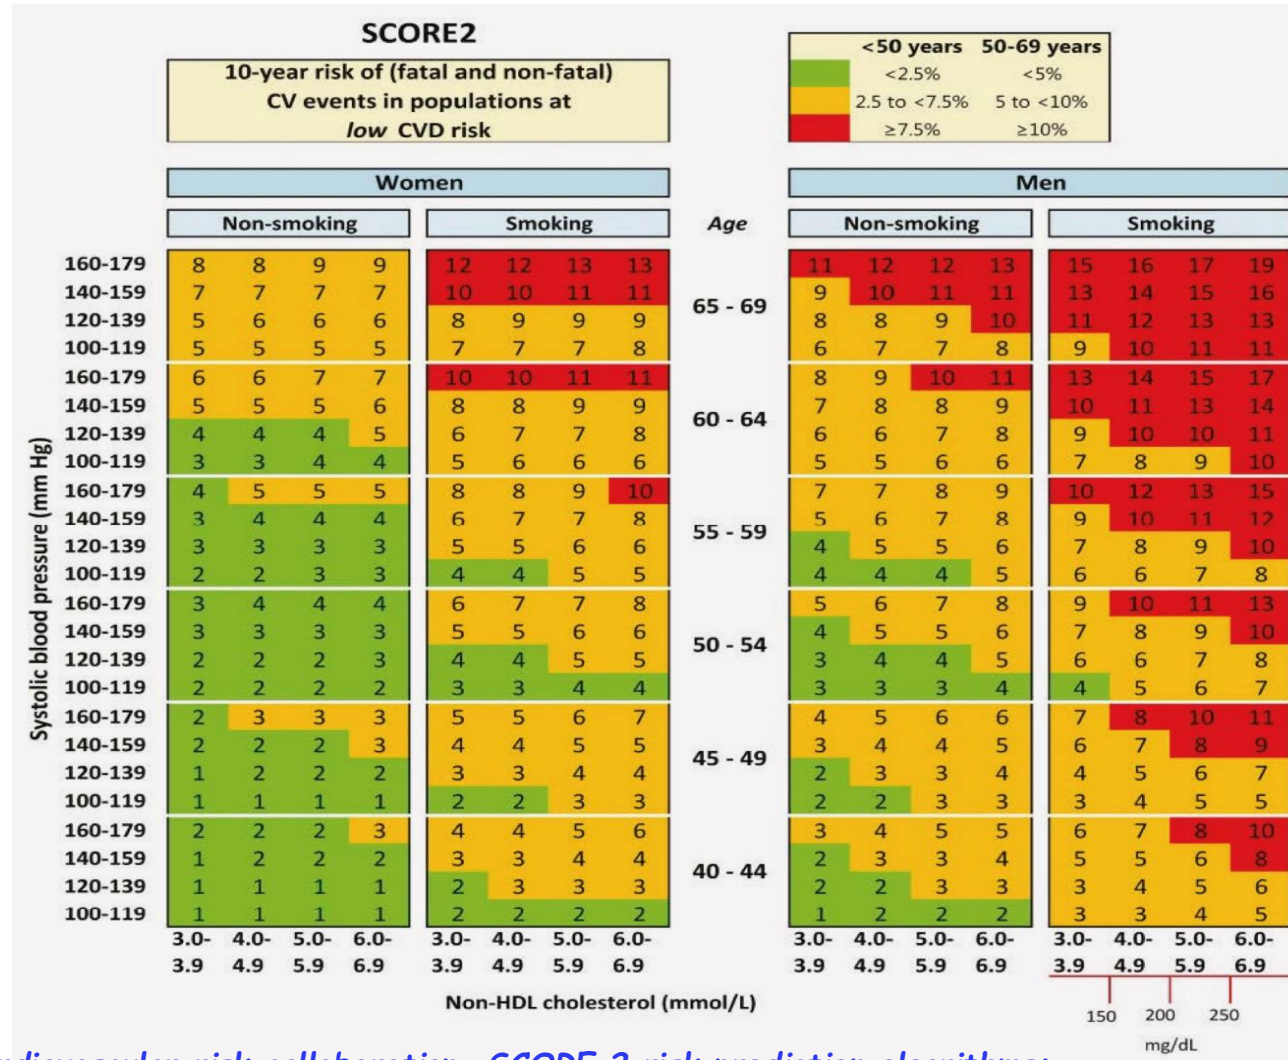 SCORE2
10-year risk of (fatal and non-fatal)
CV events in populations at
low CVD risk
<50 years 50-69 years
<2.5% <5%
2.5 to <7.5% 5 to <10%
≥7.5% ≥10%
Women Men
Non-smoking Smoking Age Non-smoking Smoking
Systolic blood pressure (mm Hg)
160-179 8 8 9 9 12 12 13 13 11 12 12 13 15 16 17 19
140-159 7 7 7 7 10 10 11 11 9 10 11 11 13 14 15 16
65 - 69
120-139 5 6 6 6 8 9 9 9 8 8 9 10 11 12 13 13
100-119 5 5 5 5 7 7 7 8 6 7 7 8 9 10 11 11
160-179 6 6 7 7 10 10 11 11 8 9 10 11 13 14 15 17
140-159 5 5 5 6 8 8 9 9 7 8 8 9 10 11 13 14
60 - 64
120-139 4 4 4 5 6 7 7 8 6 6 7 8 9 10 10 11
100-119 3 3 4 4 5 6 6 6 5 5 6 6 7 8 9 10
160-179 4 5 5 5 8 8 9 10 7 7 8 9 10 12 13 15
140-159 3 4 4 4 6 7 7 8 5 6 7 8 9 10 11 12
55 - 59
120-139 3 3 3 3 5 5 6 6 4 5 5 6 7 8 9 10
100-119 2 2 3 3 4 4 5 5 4 4 4 5 6 6 7 8
160-179 3 4 4 4 6 7 7 8 5 6 7 8 9 10 11 13
140-159 3 3 3 3 5 5 6 6 4 5 5 6 7 8 9 10
50 - 54
120-139 2 2 2 3 4 4 5 5 3 4 4 5 6 6 7 8
100-119 2 2 2 2 3 3 4 4 3 3 3 4 4 5 6 7
160-179 2 3 3 3 5 5 6 7 4 5 6 6 7 8 10 11
140-159 2 2 2 3 4 4 5 5 3 4 4 5 6 7 8 9
45 - 49
120-139 1 2 2 2 3 3 4 4 2 3 3 4 4 5 6 7
100-119 1 1 1 1 2 2 3 3 2 2 3 3 3 4 5 5
160-179 2 2 2 3 4 4 5 6 3 4 5 5 6 7 8 10
140-159 1 2 2 2 3 3 4 4 2 3 3 4 5 5 6 8
40 - 44
120-139 1 1 1 1 2 3 3 3 2 2 3 3 3 4 5 6
100-119 1 1 1 1 2 2 2 2 1 2 2 2 3 3 4 5
3.0- 4.0- 5.0- 6.0- 3.0- 4.0- 5.0- 6.0- 3.0- 4.0- 5.0- 6.0- 3.0- 4.0- 5.0- 6.0-
3.9 4.9 5.9 6.9 3.9 4.9 5.9 6.9 3.9 4.9 5.9 6.9 3.9 4.9 5.9 6.9
Non-HDL cholesterol (mmol/L)
150 200 250
mg/dL